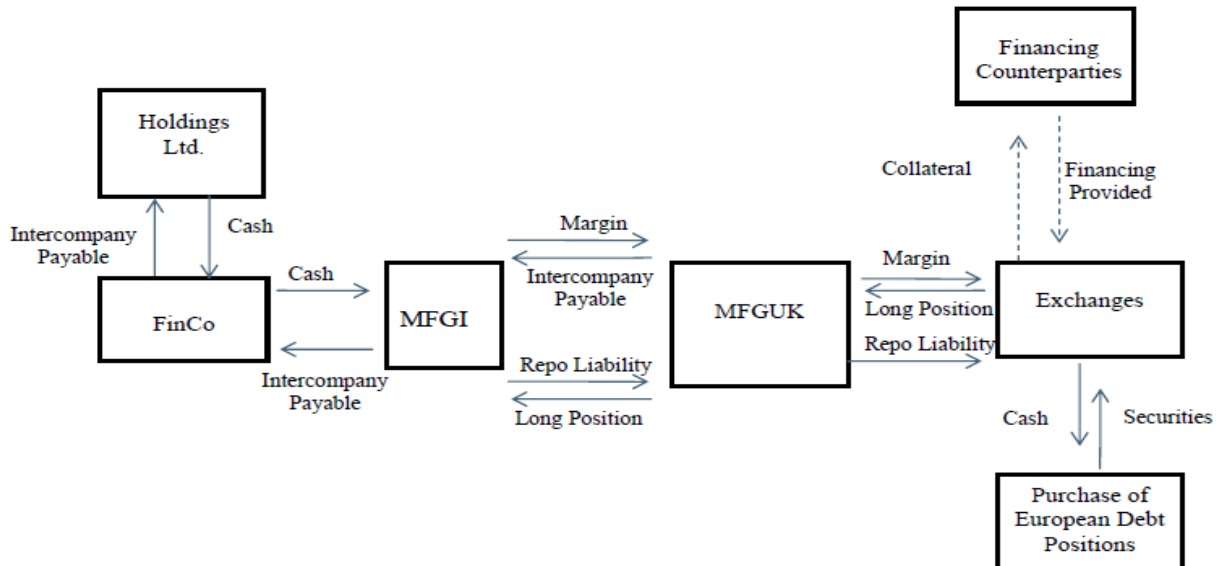 Financing
Counterparties
Holdings
Ltd.
Collateral
Financing
Provided
Intercompany
Payable
Cash
Margin
Intercompany
Payable
Cash
Margin
Long Position
FinCo
MFGI
MFGUK
Exchanges
Intercompany
Payable
Repo Liability
Long Position
Repo Liability
Cash
Securities
Purchase of
European Debt
Positions